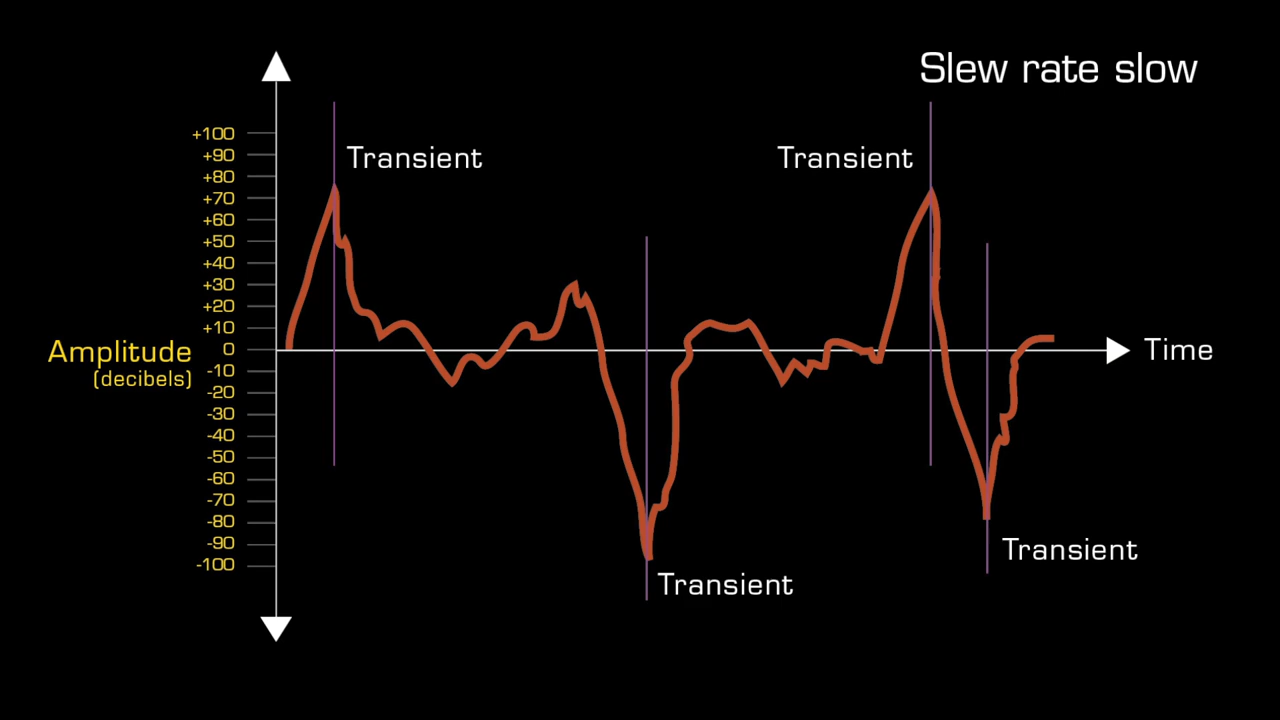 Slew rate slow
Transient
Transient
+100
+90
+80
+70
+60
+50
+40
+30
+20
+10
0
-10
-20
-30
-40
-50
-60
-70
-80
-90
-100
Amplitude
(decibels)
Time
Transient
Transient